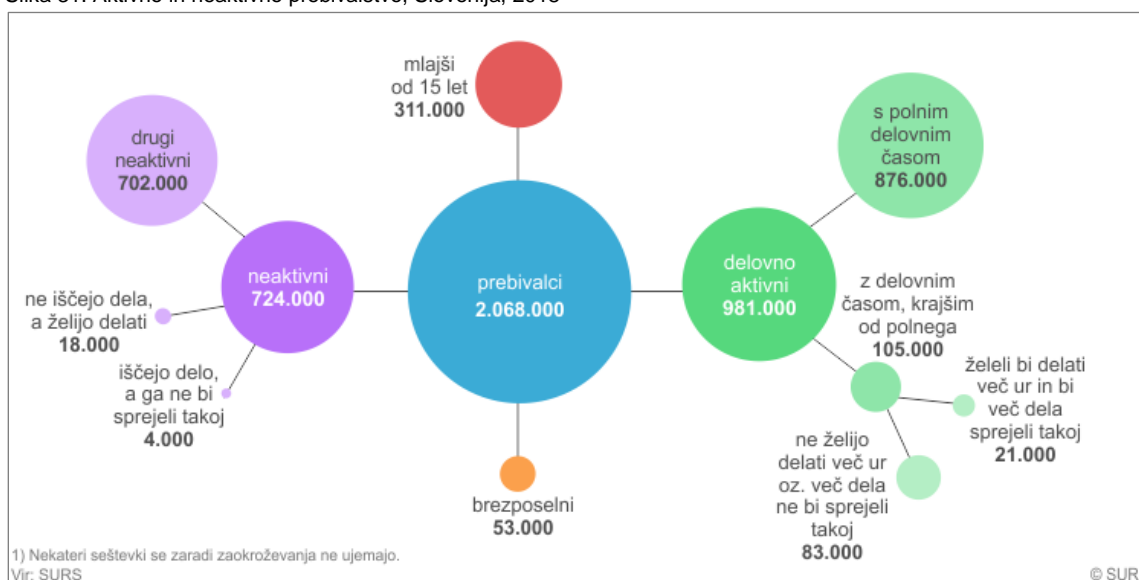 mlajši
od 15 let
311.000
drugi
neaktivni
702.000
s polnim
delovnim
časom
876.000
neaktivni
724.000
prebivalci
2.068.000
delovno
aktivni
981.000
ne iščejo dela,
a želijo delati
18.000
iščejo delo,
a ga ne bi
sprejeli takoj
4.000
z delovnim
časom, krajšim
od polnega
105.000
želeli bi delati
več ur in bi
več dela
sprejeli takoj
21.000
ne želijo
delati več ur
oz. več dela
ne bi sprejeli
takoj
83.000
brezposelni
53.000
1) Nekateri seštevki se zaradi zaokroževanja ne ujemajo.
Vir: SURS
© SUR